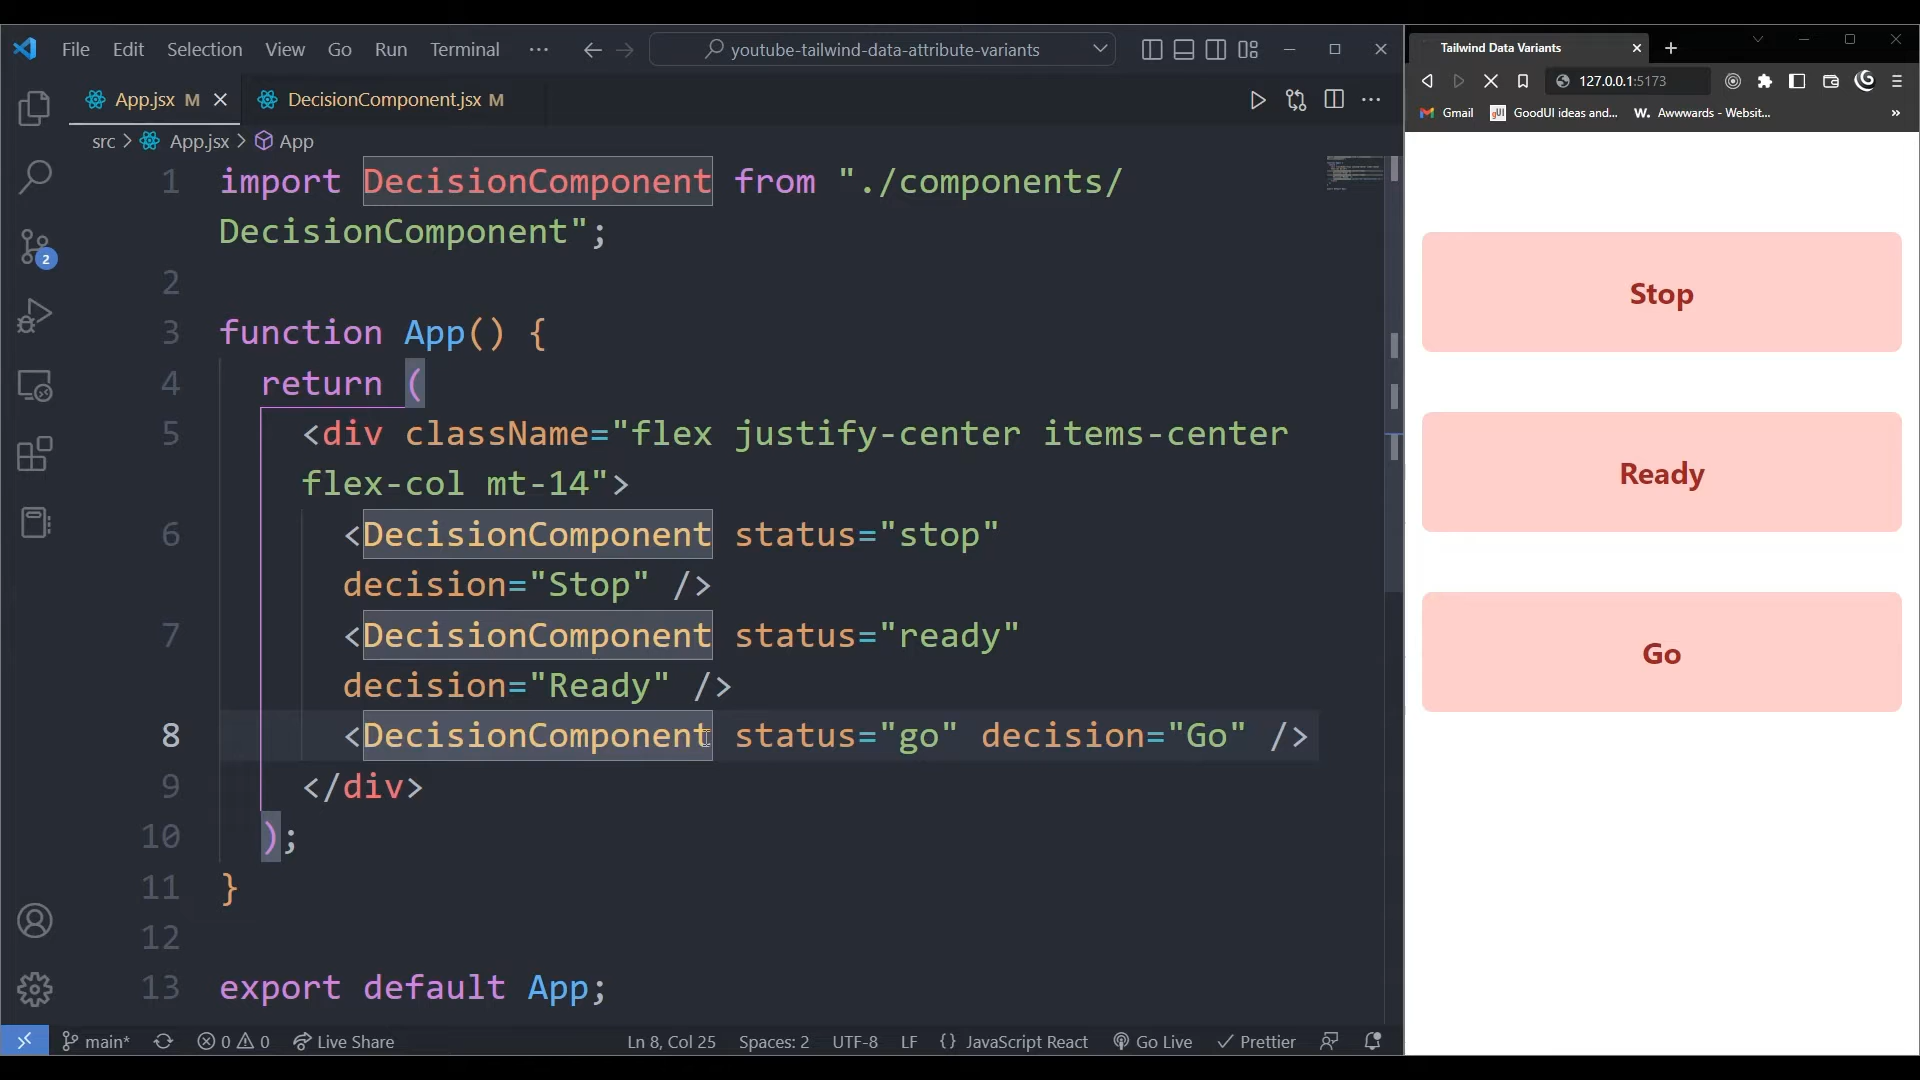 File Edit Selection View Go Run Terminal ··· youtube-tailwind-data-attribute-variants
App.jsx M DecisionComponent.jsx M
src > App.jsx > App
1 import DecisionComponent from "./components/
DecisionComponent";
2
3 function App() {
4 return (
5 <div className="flex justify-center items-center
flex-col mt-14">
6 <DecisionComponent status="stop"
decision="Stop" />
7 <DecisionComponent status="ready"
decision="Ready" />
8 <DecisionComponent status="go" decision="Go" />
9 </div>
10 );
11 }
12
13 export default App;
2
main* 0 0 Live Share Ln 8, Col 25 Spaces: 2 UTF-8 LF {} JavaScript React Go Live Prettier
Tailwind Data Variants
127.0.0.1:5173
Gmail gUI GoodUI ideas and... W. Awwwards - Websit... »
Stop
Ready
Go